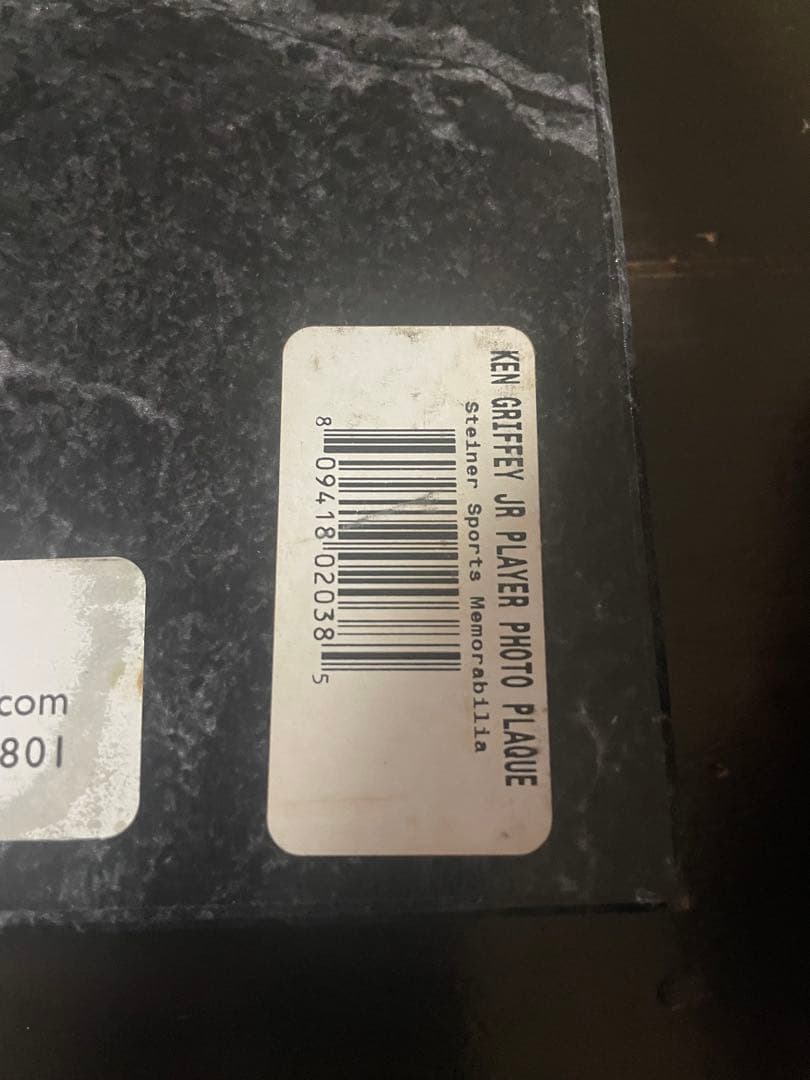 KEN GRIFFEY JR PLAYER PHOTO PLAQUE
Steiner Sports Memorabilia
8 09418 02038 5
.com
801